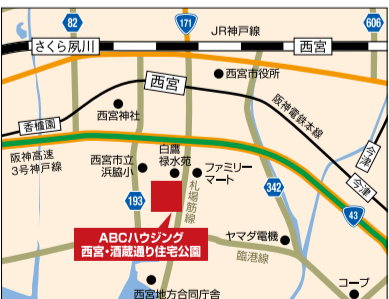 82
171
606
JR神戸線
さくら夙川
西宮
西宮市役所
西宮
西宮神社
阪神電鉄本線
香櫨園
今津
今津
阪神高速
3号神戸線
西宮市立
浜脇小
白鷹
禄水苑
ファミリー
マート
札場筋線
193
342
43
ABCハウジング
西宮・酒蔵通り住宅公園
ヤマダ電機
臨港線
西宮地方合同庁舎
コープ